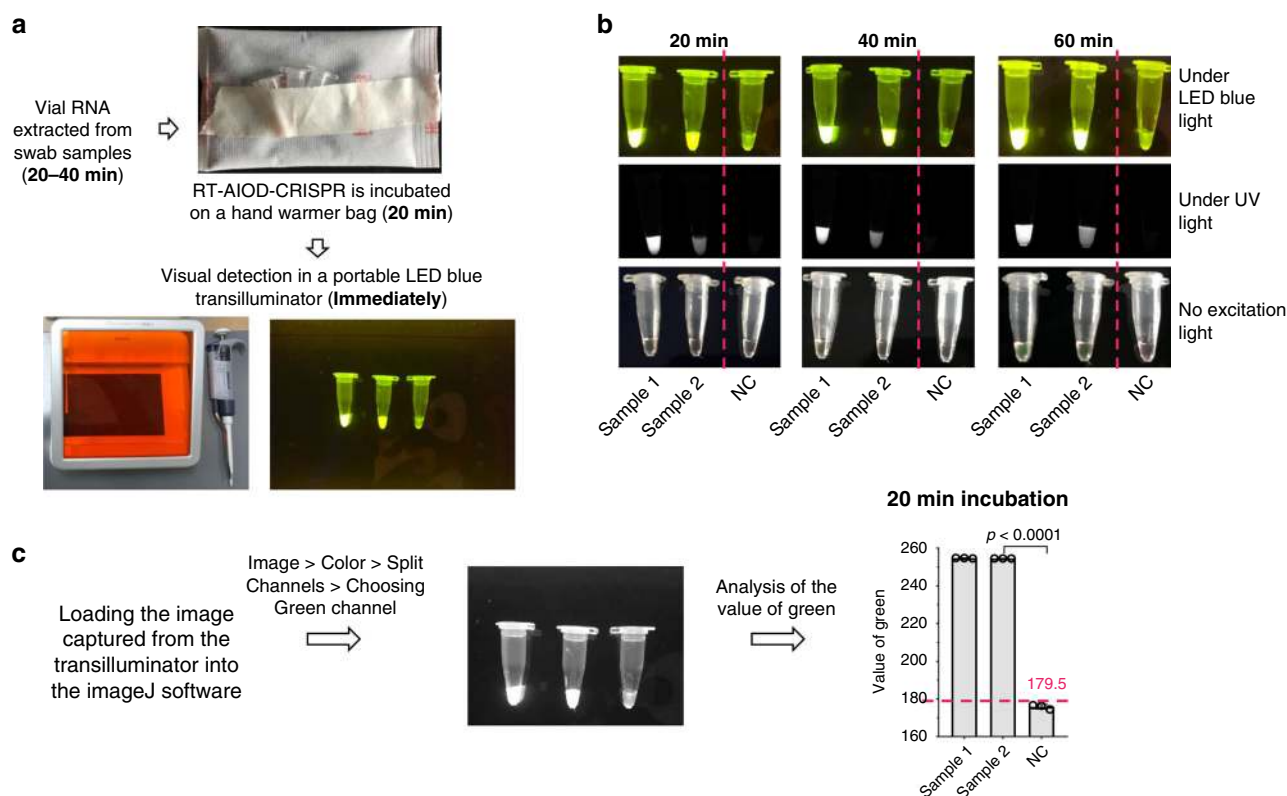 a
Vial RNA
extracted from
swab samples
(20–40 min)
RT-AIOD-CRISPR is incubated
on a hand warmer bag (20 min)
Visual detection in a portable LED blue
transilluminator (Immediately)
b
20 min
40 min
60 min
Under
LED blue
light
Under UV
light
No excitation
light
Sample 1
Sample 2
NC
Sample 1
Sample 2
NC
Sample 1
Sample 2
NC
c
Loading the image
captured from the
transilluminator into
the imageJ software
Image > Color > Split
Channels > Choosing
Green channel
Analysis of the
value of green
20 min incubation
p < 0.0001
Value of green
260
240
220
200
180
160
179.5
Sample 1
Sample 2
NC